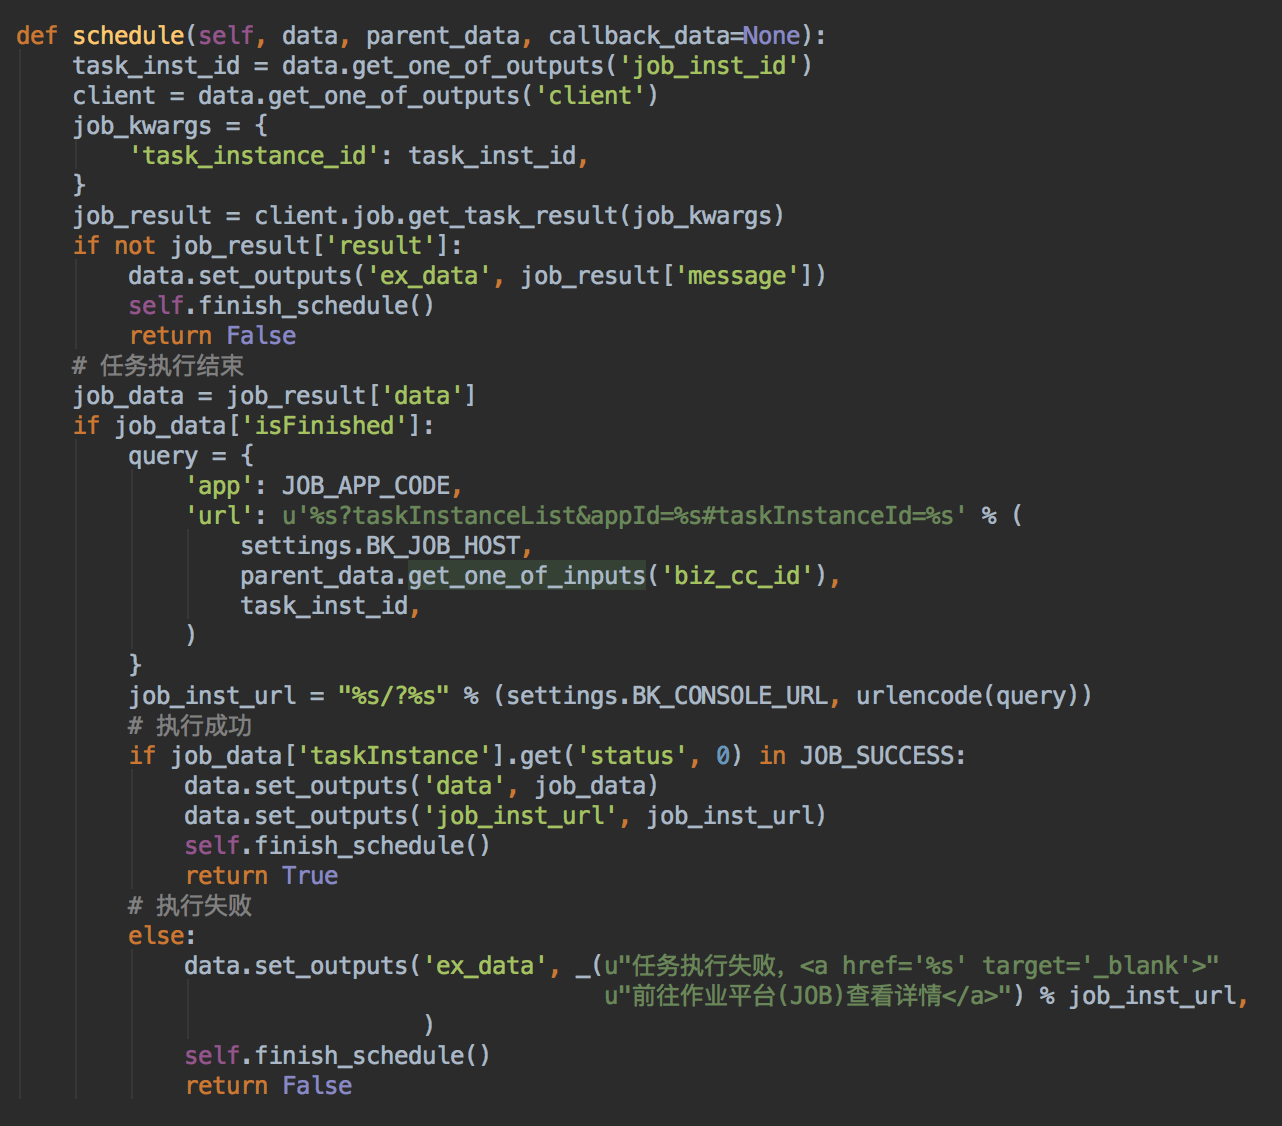 def schedule(self, data, parent_data, callback_data=None):
    task_inst_id = data.get_one_of_outputs('job_inst_id')
    client = data.get_one_of_outputs('client')
    job_kwargs = {
        'task_instance_id': task_inst_id,
    }
    job_result = client.job.get_task_result(job_kwargs)
    if not job_result['result']:
        data.set_outputs('ex_data', job_result['message'])
        self.finish_schedule()
        return False
    # 任务执行结束
    job_data = job_result['data']
    if job_data['isFinished']:
        query = {
            'app': JOB_APP_CODE,
            'url': u'%s?taskInstanceList&appId=%s#taskInstanceId=%s' % (
                settings.BK_JOB_HOST,
                parent_data.get_one_of_inputs('biz_cc_id'),
                task_inst_id,
            )
        }
        job_inst_url = "%s/?%s" % (settings.BK_CONSOLE_URL, urlencode(query))
        # 执行成功
        if job_data['taskInstance'].get('status', 0) in JOB_SUCCESS:
            data.set_outputs('data', job_data)
            data.set_outputs('job_inst_url', job_inst_url)
            self.finish_schedule()
            return True
        # 执行失败
        else:
            data.set_outputs('ex_data', _(u"任务执行失败，<a href='%s' target='_blank'>"
                                          u"前往作业平台(JOB)查看详情</a>") % job_inst_url,
                             )
            self.finish_schedule()
            return False